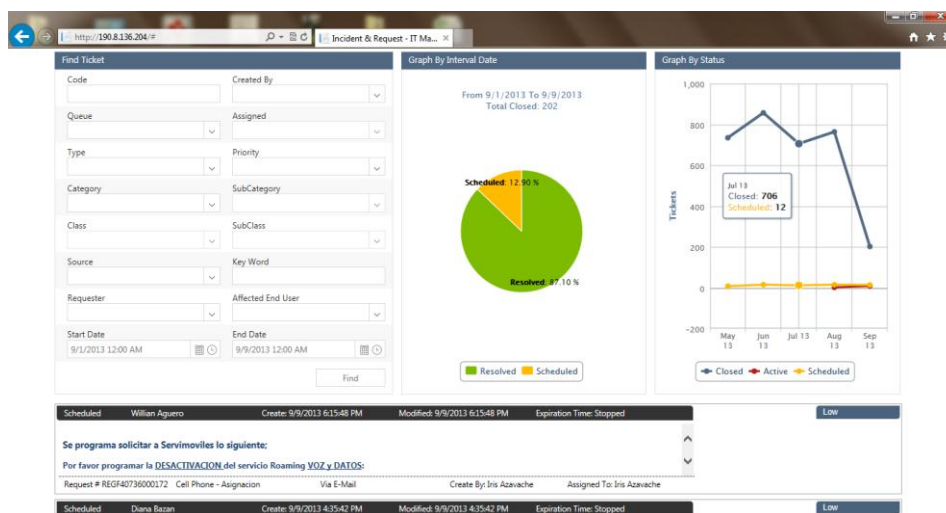 http://190.8.136.204/#
Incident & Request - IT Ma...
Find Ticket
Code
Created By
Queue
Assigned
Type
Priority
Category
SubCategory
Class
SubClass
Source
Key Word
Requester
Affected End User
Start Date
End Date
9/1/2013 12:00 AM
9/9/2013 12:00 AM
Find
Graph By Interval Date
From 9/1/2013 To 9/9/2013
Total Closed: 202
Scheduled: 12.90 %
Resolved: 87.10 %
Resolved Scheduled
Graph By Status
1,000
800
600
400
200
0
-200
Tickets
Jul 13
Closed: 706
Scheduled: 12
May 13
Jun 13
Jul 13
Aug 13
Sep 13
Closed Active Scheduled
Scheduled Willian Aguero Create: 9/9/2013 6:15:48 PM Modified: 9/9/2013 6:15:48 PM Expiration Time: Stopped Low
Se programa solicitar a Servimoviles lo siguiente;
Por favor programar la DESACTIVACION del servicio Roaming VOZ y DATOS:
Request # REGF40736000172 Cell Phone - Asignacion Via E-Mail Create By: Iris Azavache Assigned To: Iris Azavache
Scheduled Diana Bazan Create: 9/9/2013 4:35:42 PM Modified: 9/9/2013 4:35:42 PM Expiration Time: Stopped Low